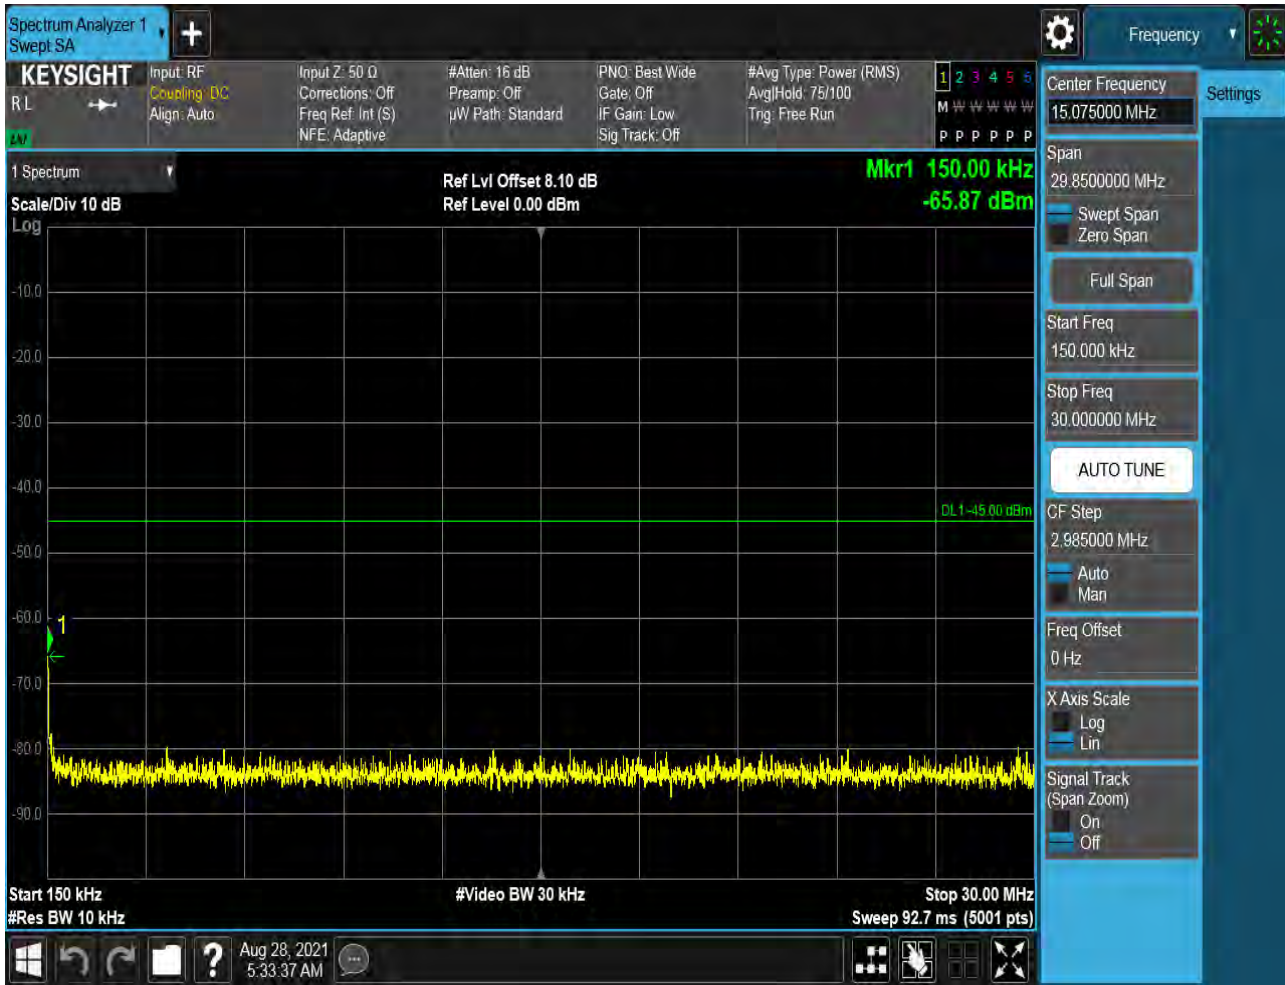 Spectrum Analyzer 1
Swept SA
Frequency
KEYSIGHT
R L
LNI
Input: RF
Coupling: DC
Align: Auto
Input Z: 50 Ω
Corrections: Off
Freq Ref: Int (S)
NFE: Adaptive
#Atten: 16 dB
Preamp: Off
µW Path: Standard
PNO: Best Wide
Gate: Off
IF Gain: Low
Sig Track: Off
#Avg Type: Power (RMS)
Avg|Hold: 75/100
Trig: Free Run
1 2 3 4 5 6
M W W W W W
P P P P P P
1 Spectrum
Scale/Div 10 dB
Log
Ref Lvl Offset 8.10 dB
Ref Level 0.00 dBm
Mkr1 150.00 kHz
-65.87 dBm
-10.0
-20.0
-30.0
-40.0
DL1 -45.00 dBm
-50.0
-60.0
1
-70.0
-80.0
-90.0
Start 150 kHz
#Res BW 10 kHz
#Video BW 30 kHz
Stop 30.00 MHz
Sweep 92.7 ms (5001 pts)
Center Frequency
15.075000 MHz
Settings
Span
29.8500000 MHz
Swept Span
Zero Span
Full Span
Start Freq
150.000 kHz
Stop Freq
30.000000 MHz
AUTO TUNE
CF Step
2.985000 MHz
Auto
Man
Freq Offset
0 Hz
X Axis Scale
Log
Lin
Signal Track
(Span Zoom)
On
Off
?
Aug 28, 2021
5:33:37 AM